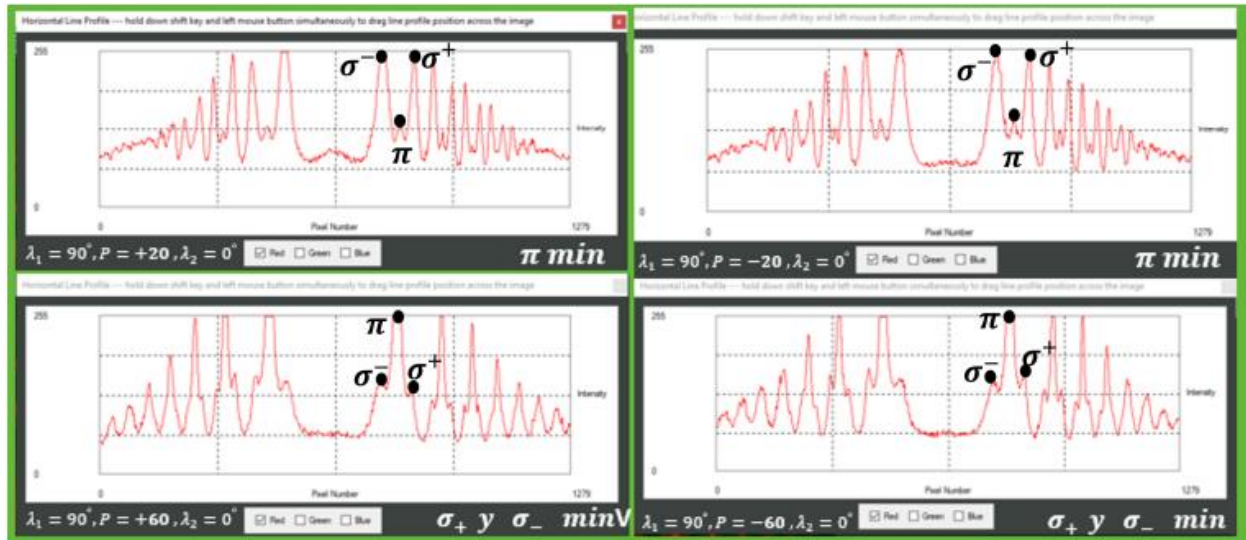 Horizontal Line Profile --- hold down shift key and left mouse button simultaneously to drag line profile position across the image
x
255
σ⁻
σ⁺
π
Intensity
0
0
Pixel Number
1279
λ₁ = 90°, P = +20 , λ₂ = 0°
Red
Green
Blue
π min
Horizontal Line Profile --- hold down shift key and left mouse button simultaneously to drag line profile position across the image
255
σ⁻
σ⁺
π
Intensity
0
0
Pixel Number
1279
λ₁ = 90°, P = −20 , λ₂ = 0°
Red
Green
Blue
π min
Horizontal Line Profile --- hold down shift key and left mouse button simultaneously to drag line profile position across the image
255
π
σ⁻
σ⁺
Intensity
0
0
Pixel Number
1279
λ₁ = 90°, P = +60 , λ₂ = 0°
Red
Green
Blue
σ₊ y σ₋ minV
Horizontal Line Profile --- hold down shift key and left mouse button simultaneously to drag line profile position across the image
255
π
σ⁻
σ⁺
Intensity
0
0
Pixel Number
1279
λ₁ = 90°, P = −60 , λ₂ = 0°
Red
Green
Blue
σ₊ y σ₋ min